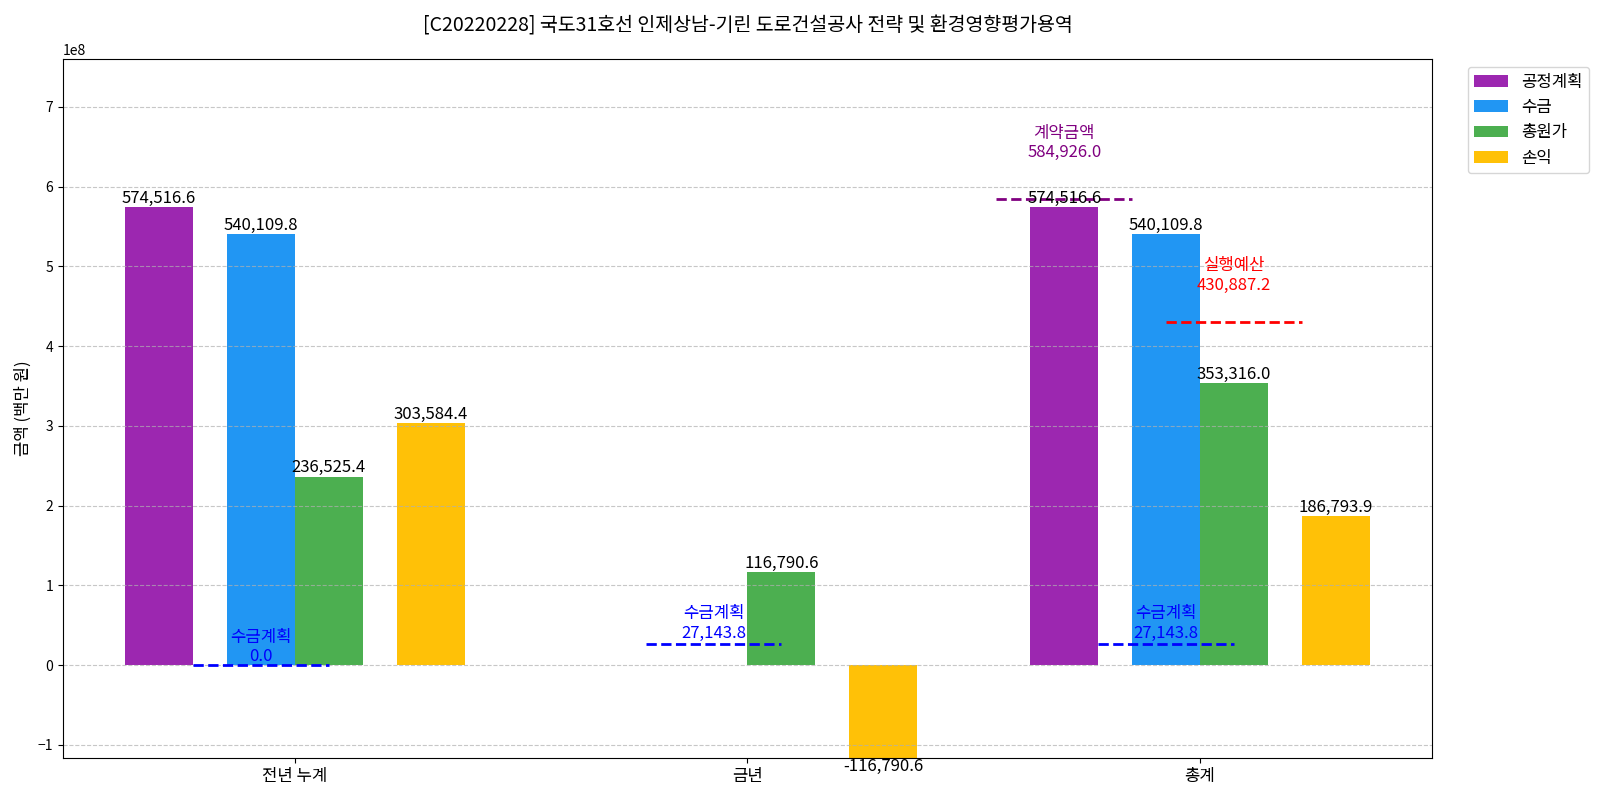 [C20220228] 국도31호선 인제상남-기린 도로건설공사 전략 및 환경영향평가용역
1e8
공정계획
수금
총원가
손익
금액 (백만 원)
7
6
5
4
3
2
1
0
−1
574,516.6
540,109.8
236,525.4
303,584.4
수금계획
0.0
116,790.6
-116,790.6
수금계획
27,143.8
계약금액
584,926.0
574,516.6
540,109.8
실행예산
430,887.2
353,316.0
186,793.9
수금계획
27,143.8
전년 누계
금년
총계